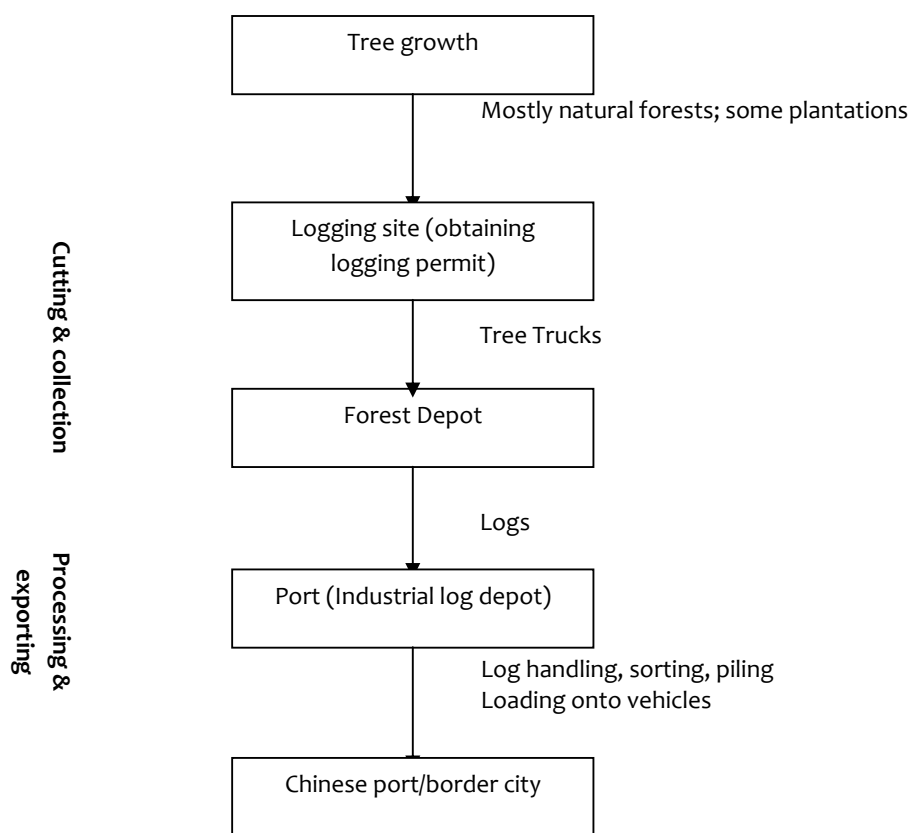 Tree growth
Mostly natural forests; some plantations
Logging site (obtaining
logging permit)
Cutting & collection
Tree Trucks
Forest Depot
Logs
Processing &
exporting
Port (Industrial log depot)
Log handling, sorting, piling
Loading onto vehicles
Chinese port/border city